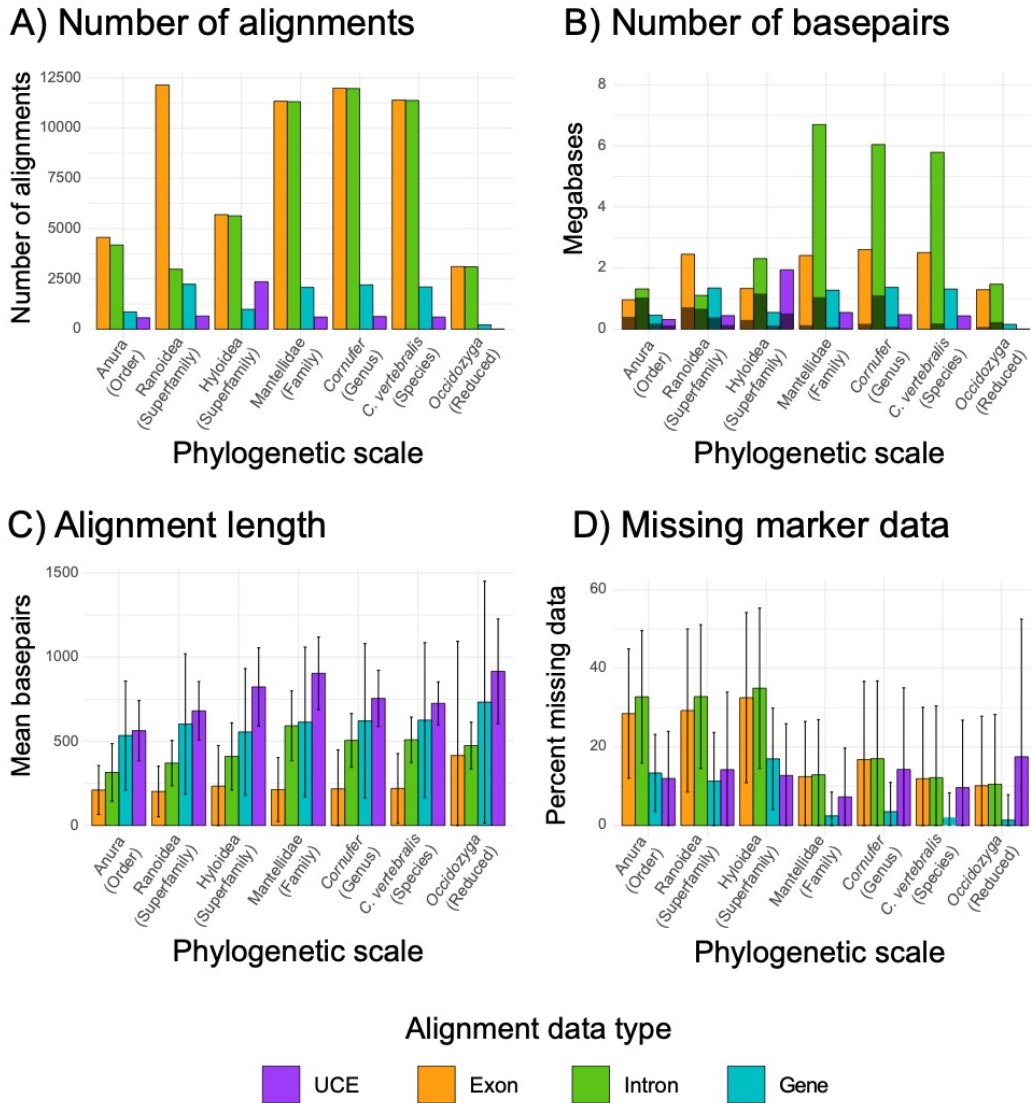 A) Number of alignments
Number of alignments
12500
10000
7500
5000
2500
0
Anura
(Order)
Ranoidea
(Superfamily)
Hyloidea
(Superfamily)
Mantellidae
(Family)
Cornufer
(Genus)
C. vertebralis
(Species)
Occidozyga
(Reduced)
Phylogenetic scale
B) Number of basepairs
Megabases
8
6
4
2
0
Anura
(Order)
Ranoidea
(Superfamily)
Hyloidea
(Superfamily)
Mantellidae
(Family)
Cornufer
(Genus)
C. vertebralis
(Species)
Occidozyga
(Reduced)
Phylogenetic scale
C) Alignment length
Mean basepairs
1500
1000
500
0
Anura
(Order)
Ranoidea
(Superfamily)
Hyloidea
(Superfamily)
Mantellidae
(Family)
Cornufer
(Genus)
C. vertebralis
(Species)
Occidozyga
(Reduced)
Phylogenetic scale
D) Missing marker data
Percent missing data
60
40
20
0
Anura
(Order)
Ranoidea
(Superfamily)
Hyloidea
(Superfamily)
Mantellidae
(Family)
Cornufer
(Genus)
C. vertebralis
(Species)
Occidozyga
(Reduced)
Phylogenetic scale
Alignment data type
UCE
Exon
Intron
Gene